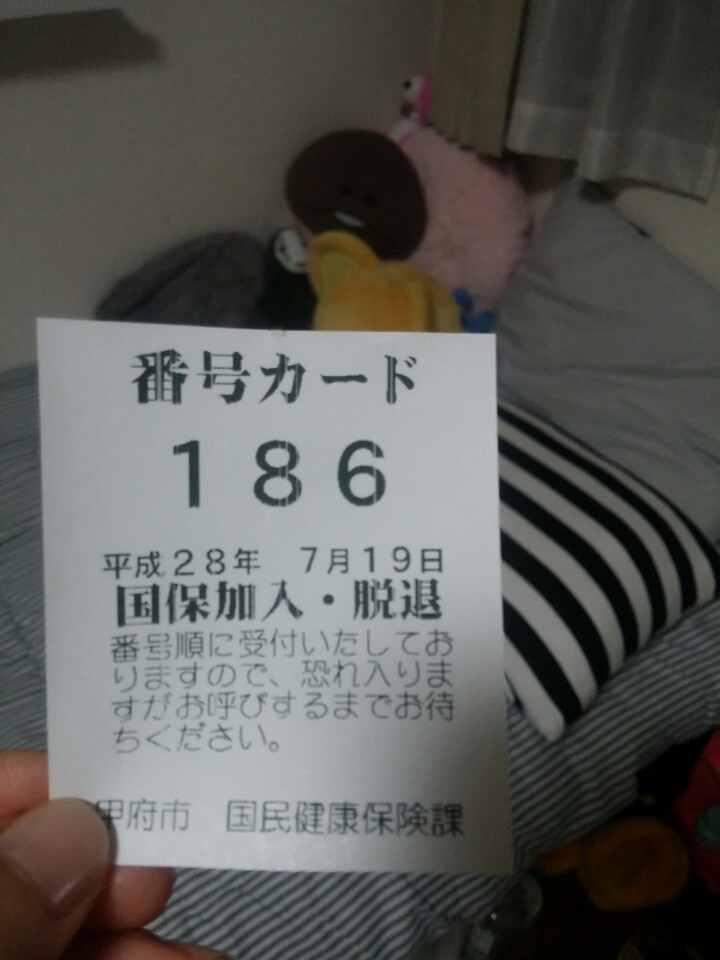 番号カード
１８６
平成２８年　７月１９日
国保加入・脱退
番号順に受付いたしてお
りますので、恐れ入りま
すがお呼びするまでお待
ちください。
甲府市　国民健康保険課